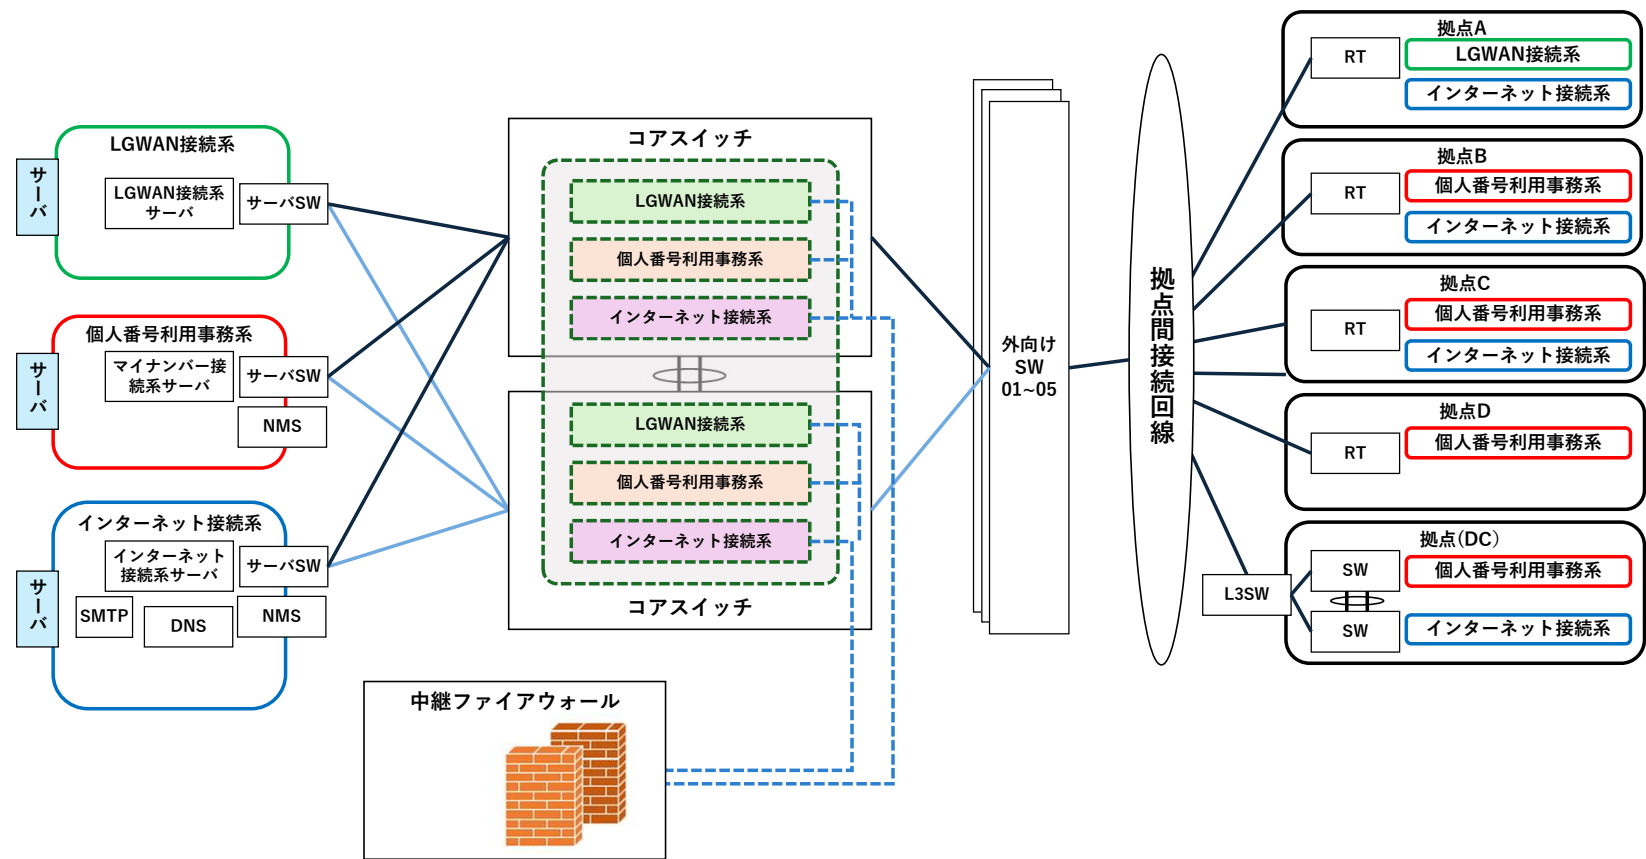 LGWAN接続系
サーバ
LGWAN接続系
サーバ
サーバSW
個人番号利用事務系
サーバ
マイナンバー接
続系サーバ
サーバSW
NMS
インターネット接続系
サーバ
インターネット
接続系サーバ
サーバSW
SMTP
DNS
NMS
コアスイッチ
LGWAN接続系
個人番号利用事務系
インターネット接続系
LGWAN接続系
個人番号利用事務系
インターネット接続系
コアスイッチ
中継ファイアウォール
外向け
SW
01~05
拠点間接続回線
拠点A
RT
LGWAN接続系
インターネット接続系
拠点B
RT
個人番号利用事務系
インターネット接続系
拠点C
RT
個人番号利用事務系
インターネット接続系
拠点D
RT
個人番号利用事務系
拠点(DC)
L3SW
SW
個人番号利用事務系
SW
インターネット接続系